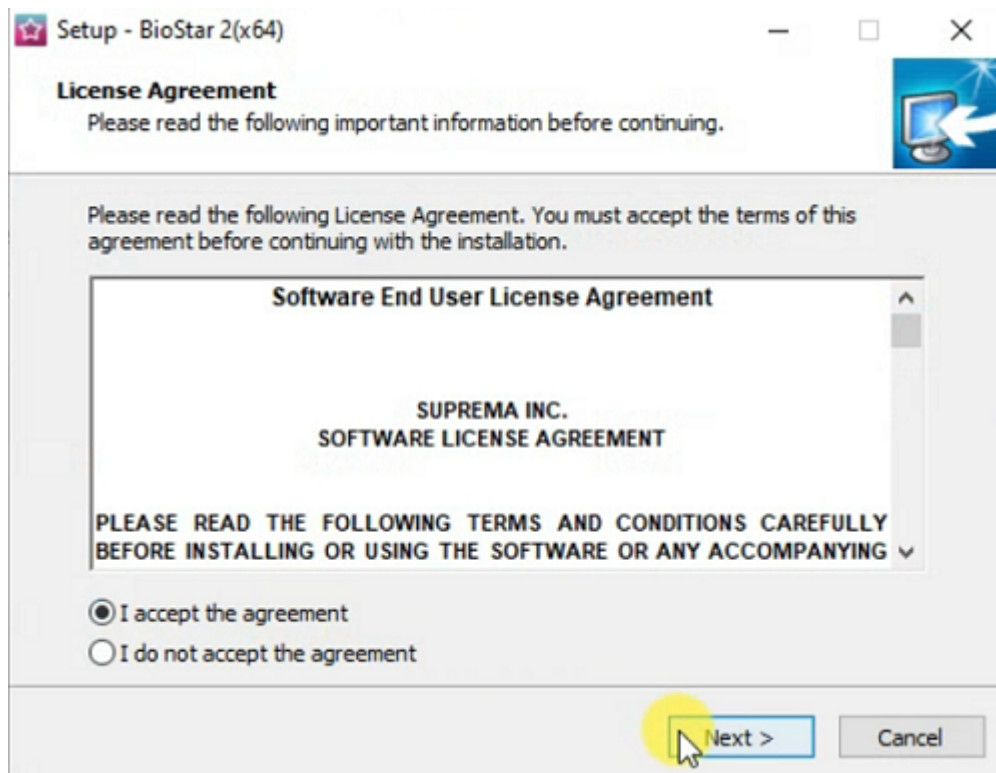 Setup - BioStar 2(x64)
License Agreement
Please read the following important information before continuing.
Please read the following License Agreement. You must accept the terms of this
agreement before continuing with the installation.
Software End User License Agreement
SUPREMA INC.
SOFTWARE LICENSE AGREEMENT
PLEASE READ THE FOLLOWING TERMS AND CONDITIONS CAREFULLY
BEFORE INSTALLING OR USING THE SOFTWARE OR ANY ACCOMPANYING
I accept the agreement
I do not accept the agreement
Next > Cancel